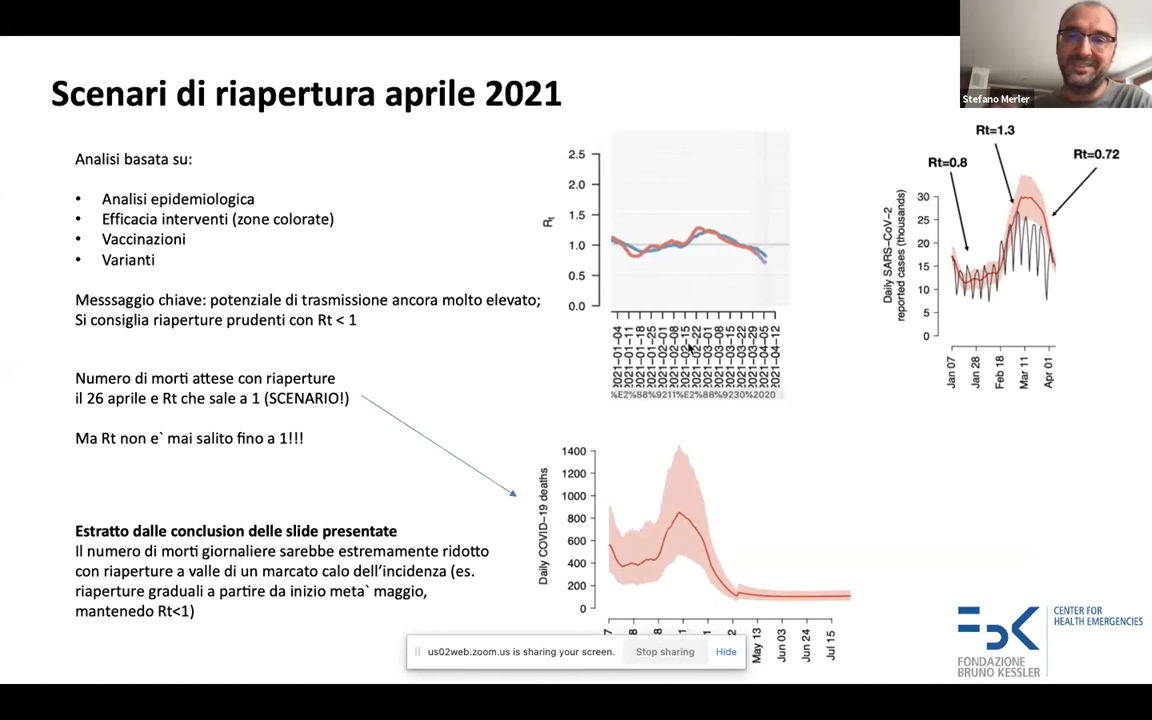 Stefano Merler
Scenari di riapertura aprile 2021
Analisi basata su:
• Analisi epidemiologica
• Efficacia interventi (zone colorate)
• Vaccinazioni
• Varianti
Messsaggio chiave: potenziale di trasmissione ancora molto elevato;
Si consiglia riaperture prudenti con Rt < 1
Numero di morti attese con riaperture
il 26 aprile e Rt che sale a 1 (SCENARIO!)
Ma Rt non e` mai salito fino a 1!!!
Estratto dalle conclusion delle slide presentate
Il numero di morti giornaliere sarebbe estremamente ridotto
con riaperture a valle di un marcato calo dell'incidenza (es.
riaperture graduali a partire da inizio meta` maggio,
mantenedo Rt<1)
Rt
2.5
2.0
1.5
1.0
0.5
0.0
2021-01-04
2021-01-11
2021-01-18
2021-01-25
2021-02-01
2021-02-08
2021-02-15
2021-02-22
2021-03-01
2021-03-08
2021-03-15
2021-03-22
2021-03-29
2021-04-05
2021-04-12
%E2%88%9211%E2%88%9230%2020
Rt=0.8
Rt=1.3
Rt=0.72
Daily SARS-CoV-2
reported cases (thousands)
30
25
20
15
10
5
0
Jan 07
Jan 28
Feb 18
Mar 11
Apr 01
Daily COVID-19 deaths
1400
1200
1000
800
600
400
200
0
May 13
Jun 03
Jun 24
Jul 15
us02web.zoom.us is sharing your screen.
Stop sharing
Hide
FBK
CENTER FOR
HEALTH EMERGENCIES
FONDAZIONE
BRUNO KESSLER